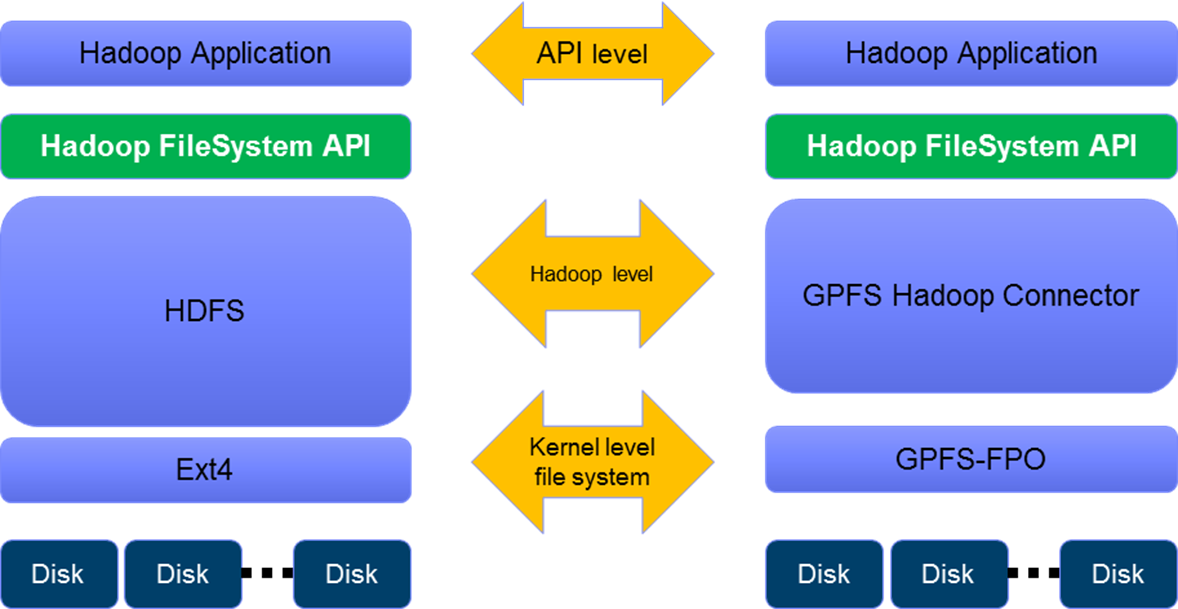 Hadoop Application
API level
Hadoop Application
Hadoop FileSystem API
Hadoop FileSystem API
HDFS
Hadoop level
GPFS Hadoop Connector
Ext4
Kernel level
file system
GPFS-FPO
Disk
Disk
Disk
Disk
Disk
Disk